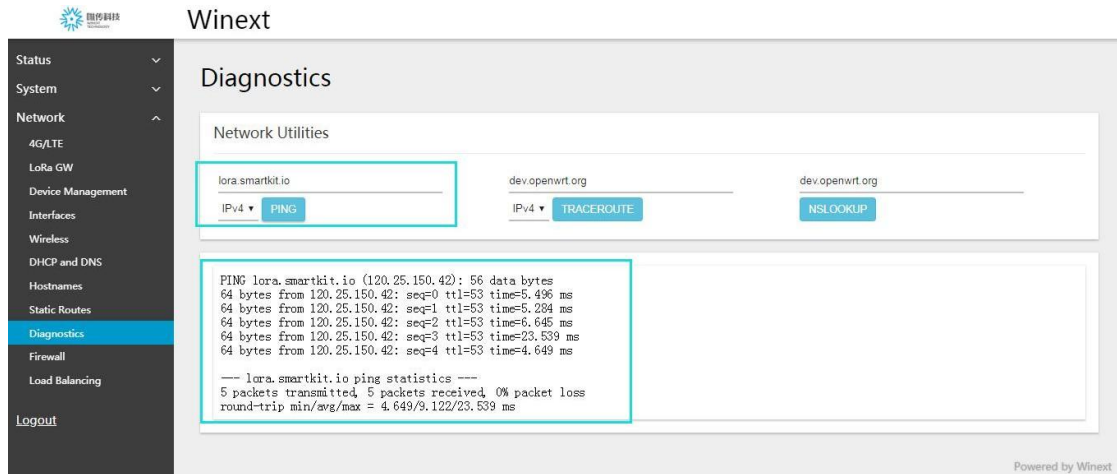 Winext
Status
System
Network
4G/LTE
LoRa GW
Device Management
Interfaces
Wireless
DHCP and DNS
Hostnames
Static Routes
Diagnostics
Firewall
Load Balancing
Logout
Diagnostics
Network Utilities
lora.smartkit.io
IPv4 PING
dev.openwrt.org
IPv4 TRACEROUTE
dev.openwrt.org
NSLOOKUP
PING lora.smartkit.io (120.25.150.42): 56 data bytes
64 bytes from 120.25.150.42: seq=0 ttl=53 time=5.496 ms
64 bytes from 120.25.150.42: seq=1 ttl=53 time=5.284 ms
64 bytes from 120.25.150.42: seq=2 ttl=53 time=6.645 ms
64 bytes from 120.25.150.42: seq=3 ttl=53 time=23.539 ms
64 bytes from 120.25.150.42: seq=4 ttl=53 time=4.649 ms
--- lora.smartkit.io ping statistics ---
5 packets transmitted, 5 packets received, 0% packet loss
round-trip min/avg/max = 4.649/9.122/23.539 ms
Powered by Winext